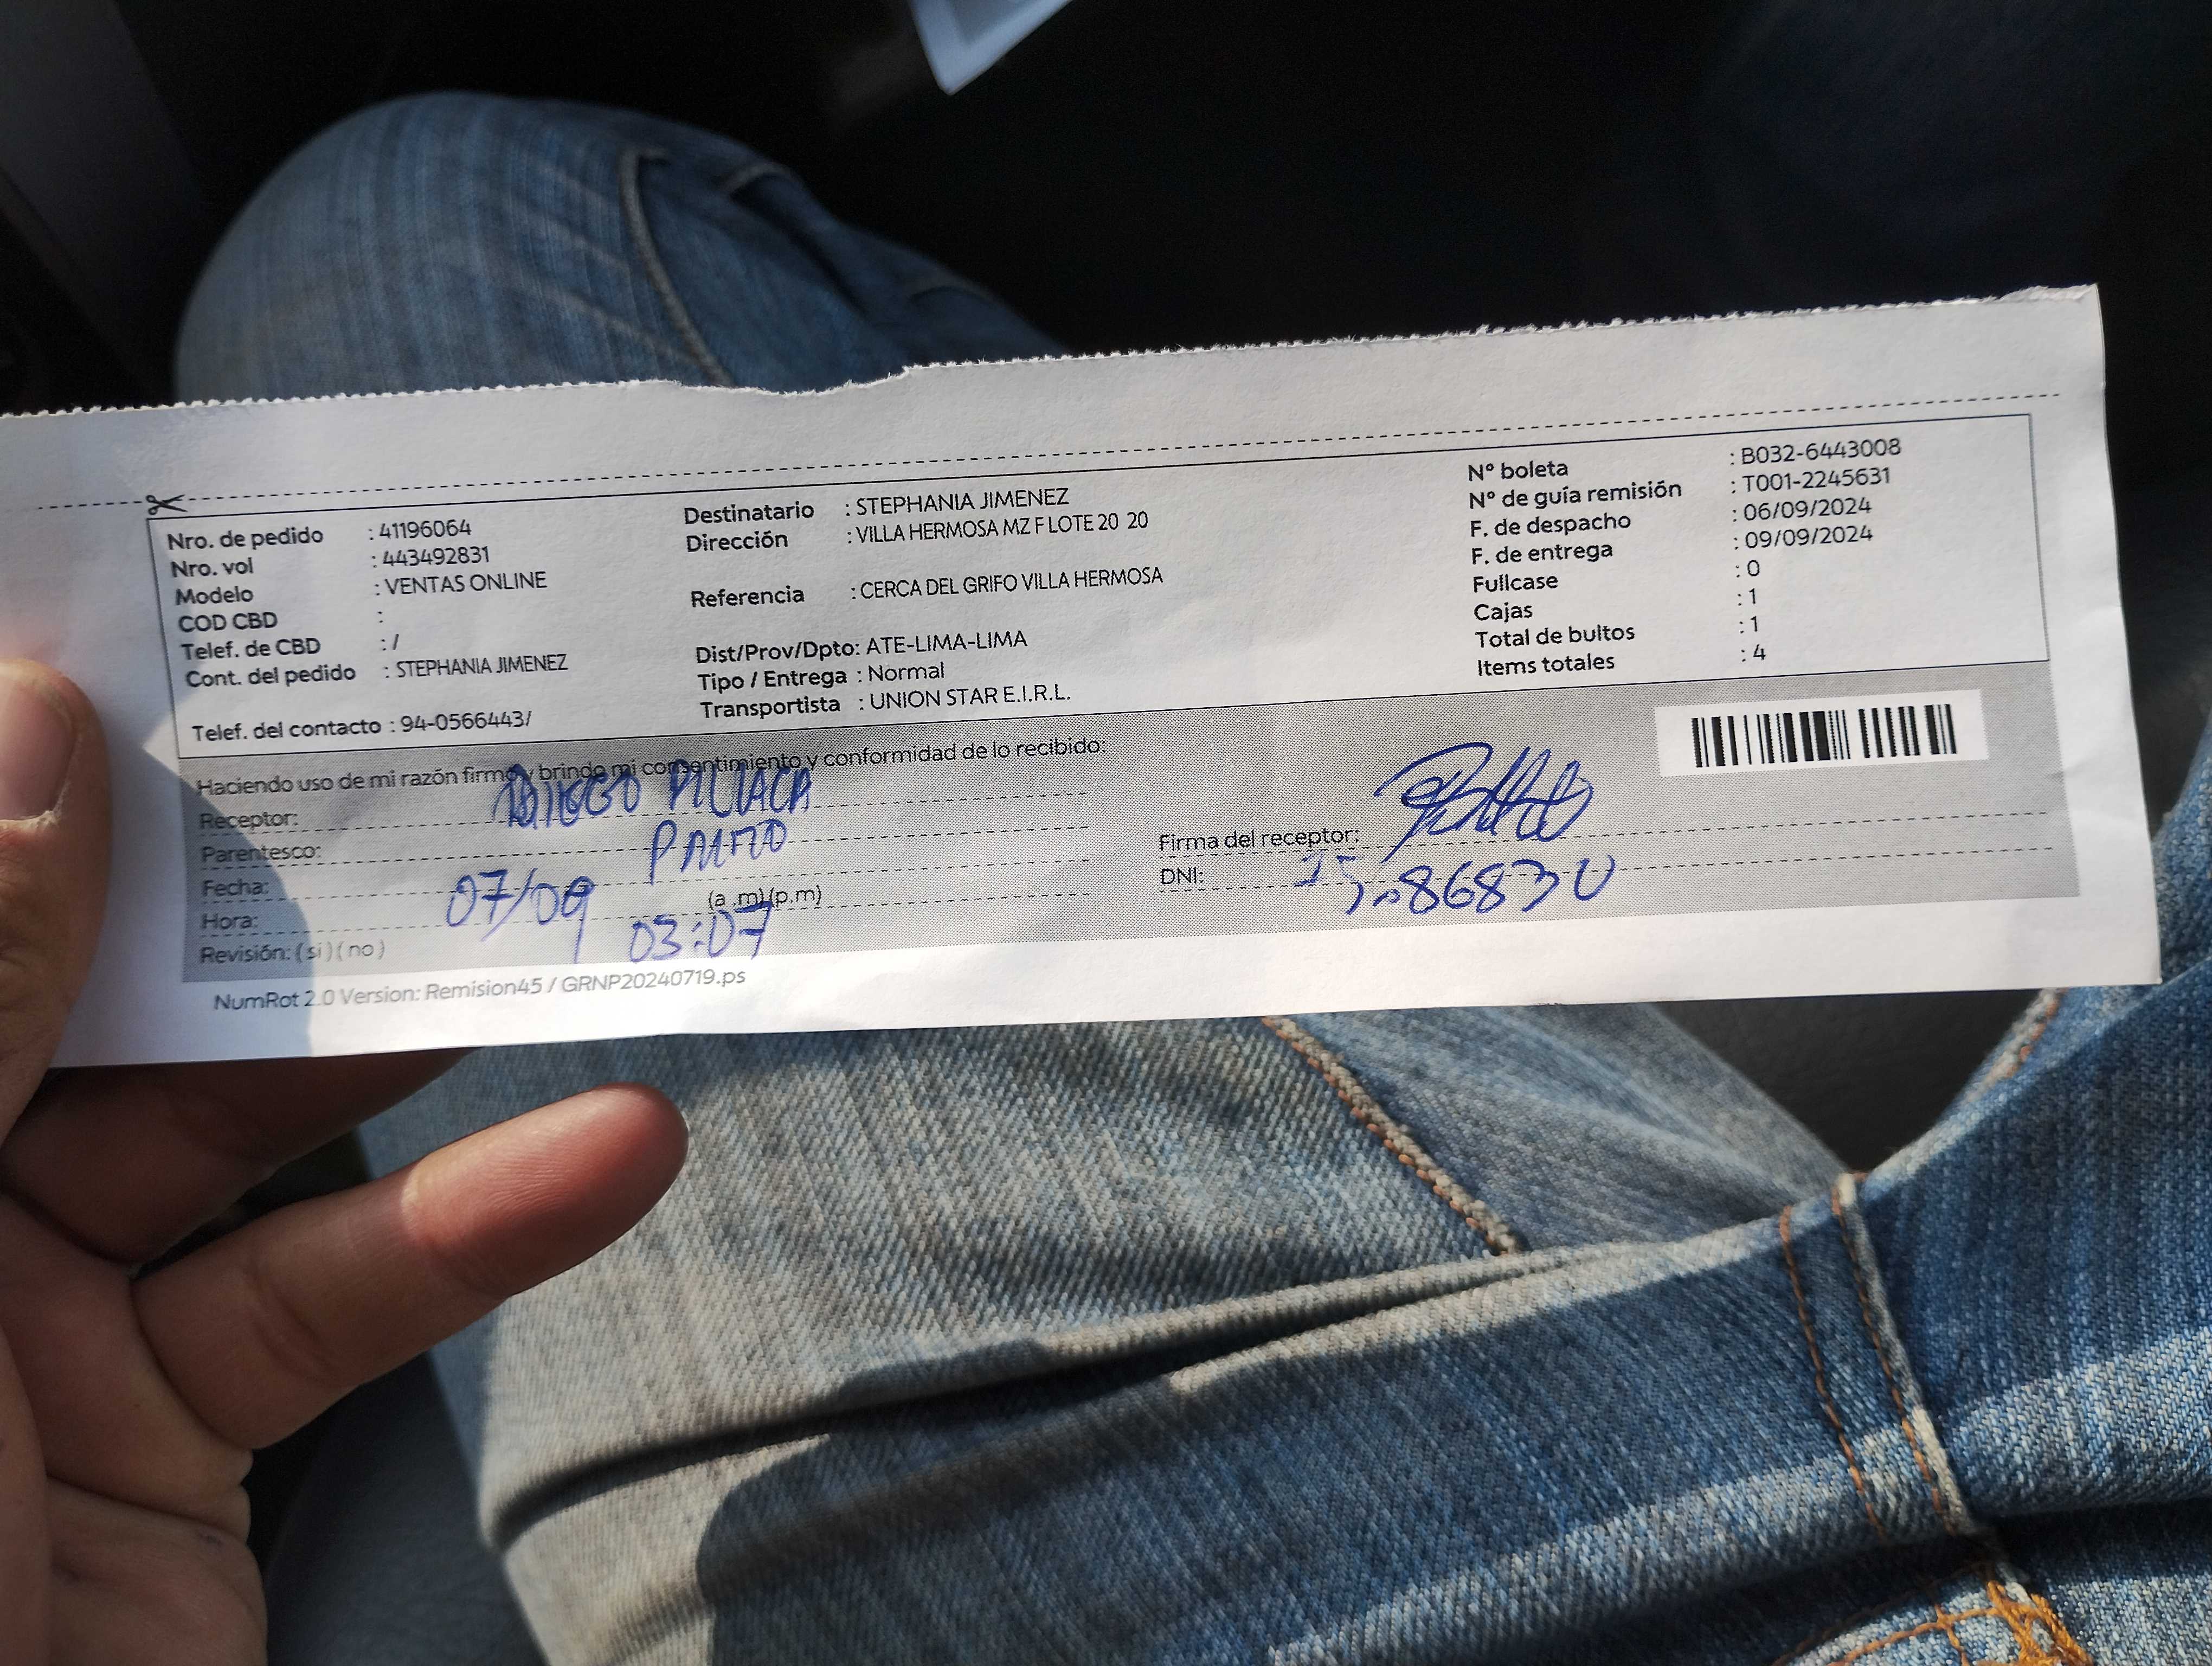 Nro. de pedido : 41196064
Nro. vol : 443492831
Modelo : VENTAS ONLINE
COD CBD :
Telef. de CBD : /
Cont. del pedido : STEPHANIA JIMENEZ
Telef. del contacto : 94-0566443/
Destinatario : STEPHANIA JIMENEZ
Dirección : VILLA HERMOSA MZ F LOTE 20 20
Referencia : CERCA DEL GRIFO VILLA HERMOSA
Dist/Prov/Dpto: ATE-LIMA-LIMA
Tipo / Entrega : Normal
Transportista : UNION STAR E.I.R.L.
Nº boleta : B032-6443008
Nº de guía remisión : T001-2245631
F. de despacho : 06/09/2024
F. de entrega : 09/09/2024
Fullcase : 0
Cajas : 1
Total de bultos : 1
Items totales : 4
Haciendo uso de mi razón firmo y brindo mi consentimiento y conformidad de lo recibido:
Receptor: DIEGO
Parentesco:
Fecha: 07/09
Hora: 03:07 (a .m)(p.m)
Revisión: (si)(no)
Firma del receptor:
DNI:
NumRot 2.0 Version: Remision45 / GRNP20240719.ps